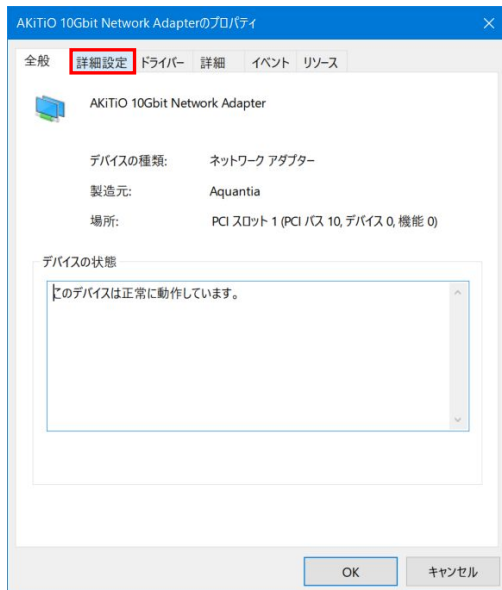 AKiTiO 10Gbit Network Adapterのプロパティ
全般 詳細設定 ドライバー 詳細 イベント リソース
AKiTiO 10Gbit Network Adapter
デバイスの種類: ネットワーク アダプター
製造元: Aquantia
場所: PCI スロット 1 (PCI バス 10, デバイス 0, 機能 0)
デバイスの状態
このデバイスは正常に動作しています。
OK キャンセル